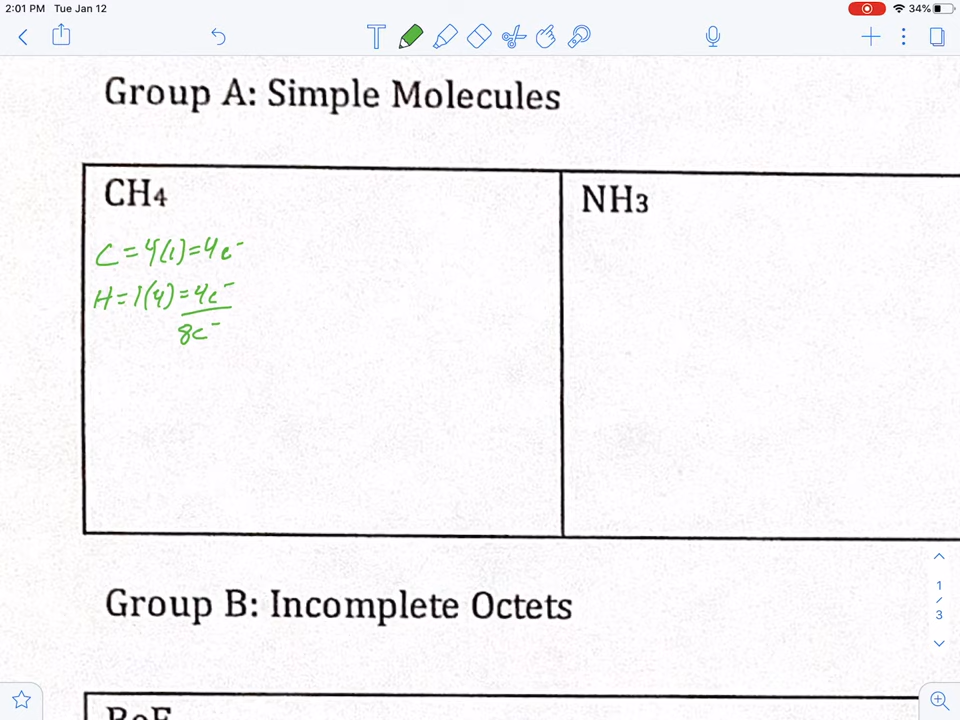 2:01 PM Tue Jan 12
34%
T
Group A: Simple Molecules
CH4
NH3
C = 4(1) = 4e⁻
H = 1(4) = 4e⁻
8e⁻
1
/
3
Group B: Incomplete Octets